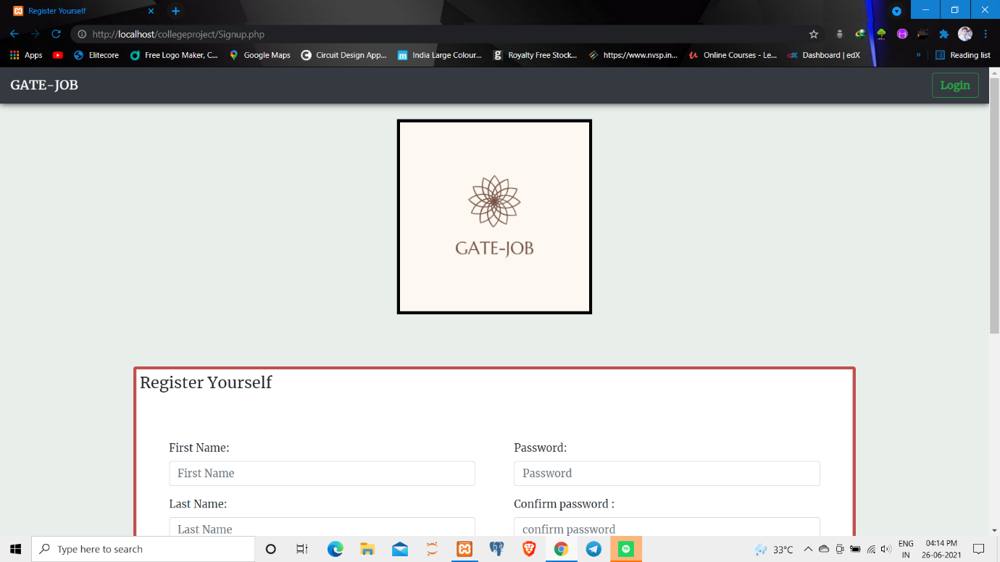 Register Yourself
http://localhost/collegeproject/Signup.php
Apps Elitecore Free Logo Maker, C... Google Maps Circuit Design App... India Large Colour... Royalty Free Stock... https://www.nvsp.in... Online Courses - Le... Dashboard | edX » Reading list
GATE-JOB Login
GATE-JOB
Register Yourself
First Name: Password:
First Name Password
Last Name: Confirm password :
Last Name confirm password
Type here to search 33°C ENG 04:14 PM
IN 26-06-2021